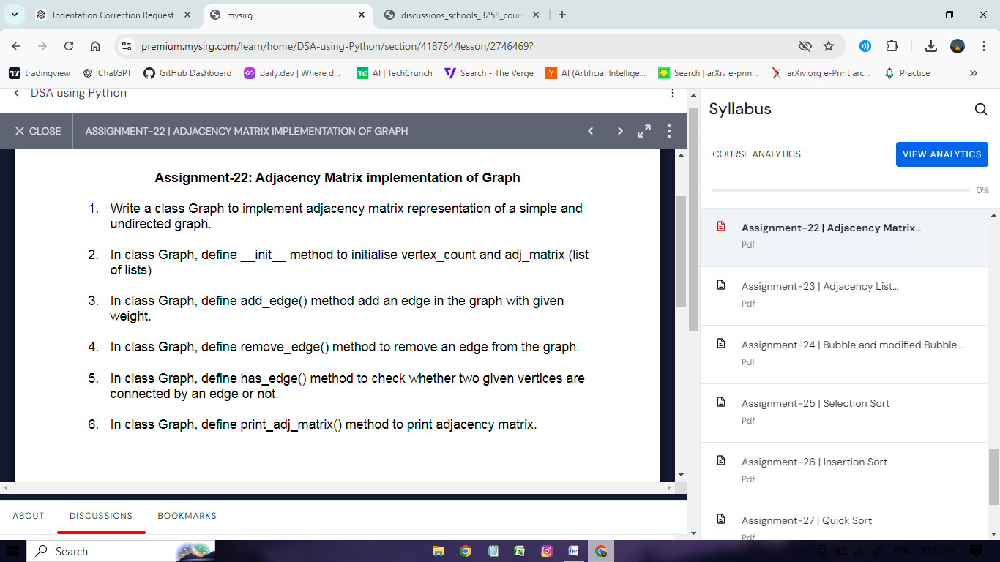 Indentation Correction Request
mysirg
discussions_schools_3258_cours
premium.mysirg.com/learn/home/DSA-using-Python/section/418764/lesson/2746469?
tradingview
ChatGPT
GitHub Dashboard
daily.dev | Where d...
AI | TechCrunch
Search - The Verge
AI (Artificial Intellige...
Search | arXiv e-prin...
arXiv.org e-Print arc...
Practice
DSA using Python
CLOSE
ASSIGNMENT-22 | ADJACENCY MATRIX IMPLEMENTATION OF GRAPH
Assignment-22: Adjacency Matrix implementation of Graph
1. Write a class Graph to implement adjacency matrix representation of a simple and
undirected graph.
2. In class Graph, define __init__ method to initialise vertex_count and adj_matrix (list
of lists)
3. In class Graph, define add_edge() method add an edge in the graph with given
weight.
4. In class Graph, define remove_edge() method to remove an edge from the graph.
5. In class Graph, define has_edge() method to check whether two given vertices are
connected by an edge or not.
6. In class Graph, define print_adj_matrix() method to print adjacency matrix.
ABOUT
DISCUSSIONS
BOOKMARKS
Syllabus
COURSE ANALYTICS
VIEW ANALYTICS
0%
Assignment-22 | Adjacency Matrix...
Pdf
Assignment-23 | Adjacency List...
Pdf
Assignment-24 | Bubble and modified Bubble...
Pdf
Assignment-25 | Selection Sort
Pdf
Assignment-26 | Insertion Sort
Pdf
Assignment-27 | Quick Sort
Pdf
Search
ENG
10:12 PM